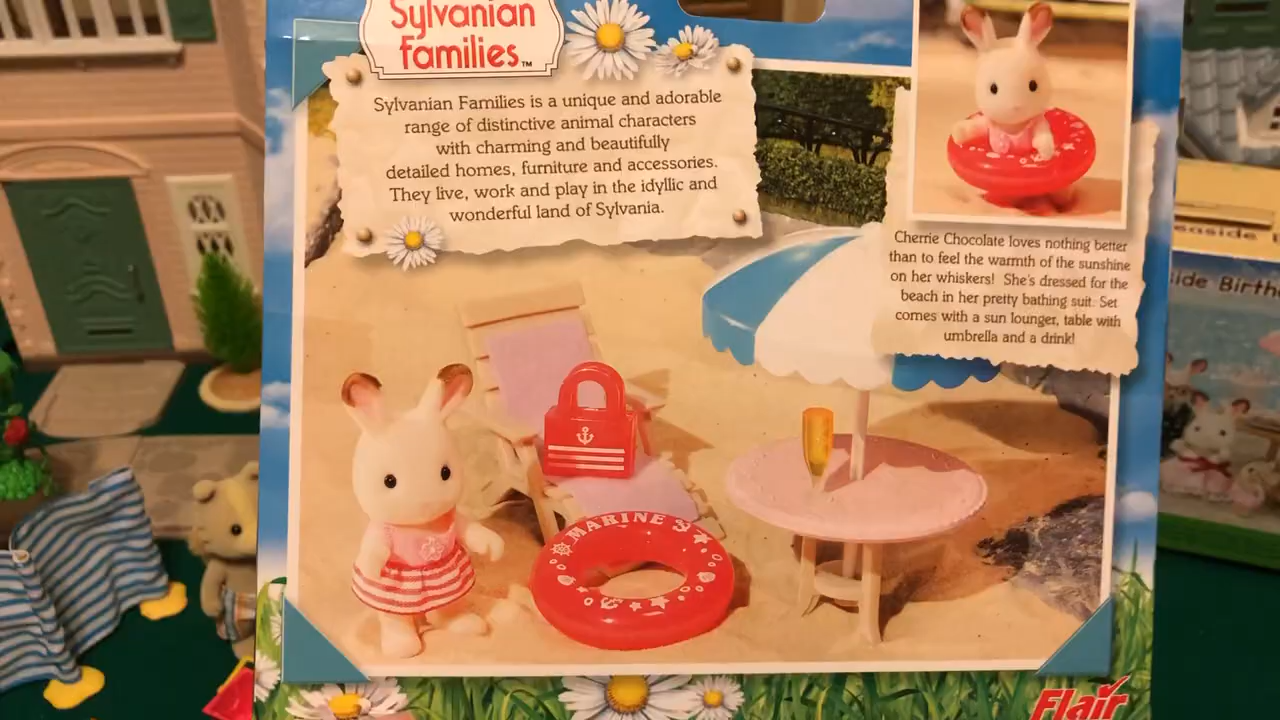 Sylvanian
Families™
Sylvanian Families is a unique and adorable
range of distinctive animal characters
with charming and beautifully
detailed homes, furniture and accessories.
They live, work and play in the idyllic and
wonderful land of Sylvania.
Cherrie Chocolate loves nothing better
than to feel the warmth of the sunshine
on her whiskers! She's dressed for the
beach in her pretty bathing suit. Set
comes with a sun lounger, table with
umbrella and a drink!
MARINE
Flair
easide
ide Birth